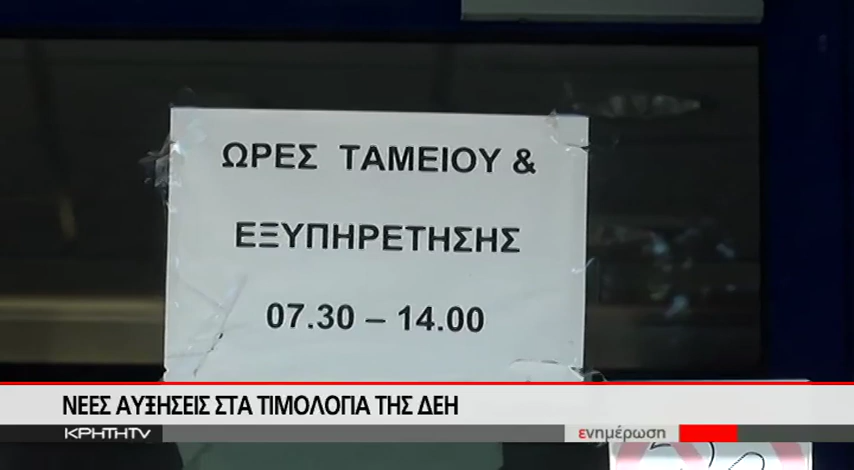 ΩΡΕΣ ΤΑΜΕΙΟΥ &
ΕΞΥΠΗΡΕΤΗΣΗΣ
07.30 – 14.00
ΝΕΕΣ ΑΥΞΗΣΕΙΣ ΣΤΑ ΤΙΜΟΛΟΓΙΑ ΤΗΣ ΔΕΗ
ΚΡΗΤΗTV
ενημέρωση